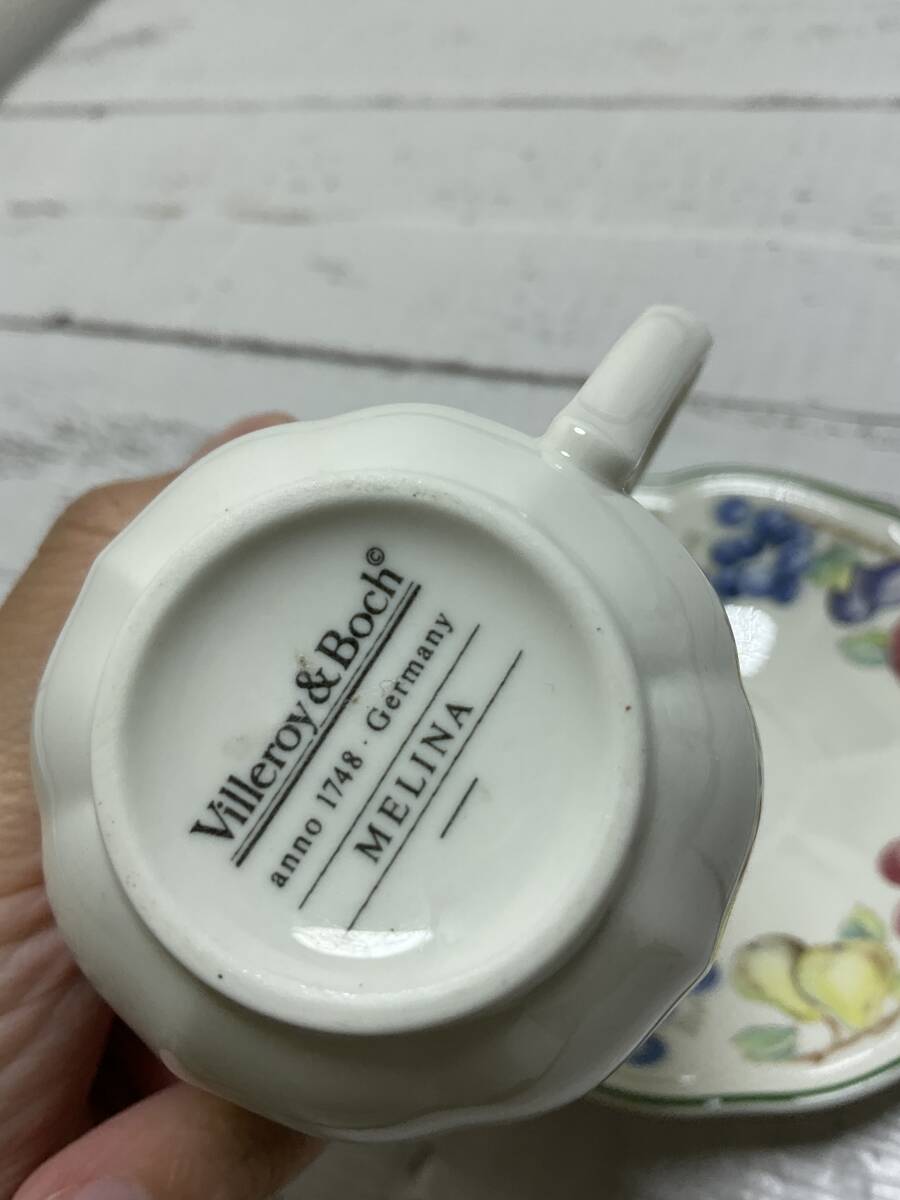 Villeroy & Boch©
anno 1748 · Germany
MELINA